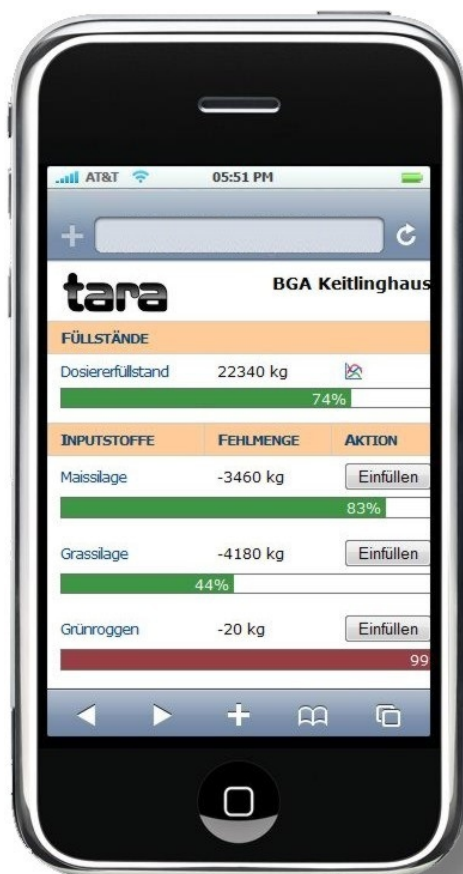 AT&T 05:51 PM
tara BGA Keitlinghaus
FÜLLSTÄNDE
Dosiererfüllstand 22340 kg
74%
INPUTSTOFFE FEHLMENGE AKTION
Maissilage -3460 kg Einfüllen
83%
Grassilage -4180 kg Einfüllen
44%
Grünroggen -20 kg Einfüllen
99